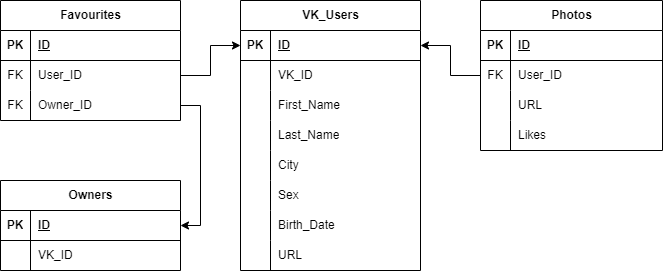 Favourites
PK ID
FK User_ID
FK Owner_ID
VK_Users
PK ID
VK_ID
First_Name
Last_Name
City
Sex
Birth_Date
URL
Photos
PK ID
FK User_ID
URL
Likes
Owners
PK ID
VK_ID